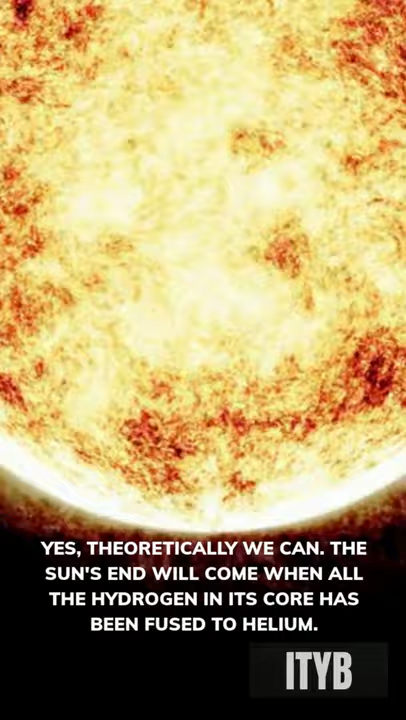 YES, THEORETICALLY WE CAN. THE
SUN'S END WILL COME WHEN ALL
THE HYDROGEN IN ITS CORE HAS
BEEN FUSED TO HELIUM.
ITYB